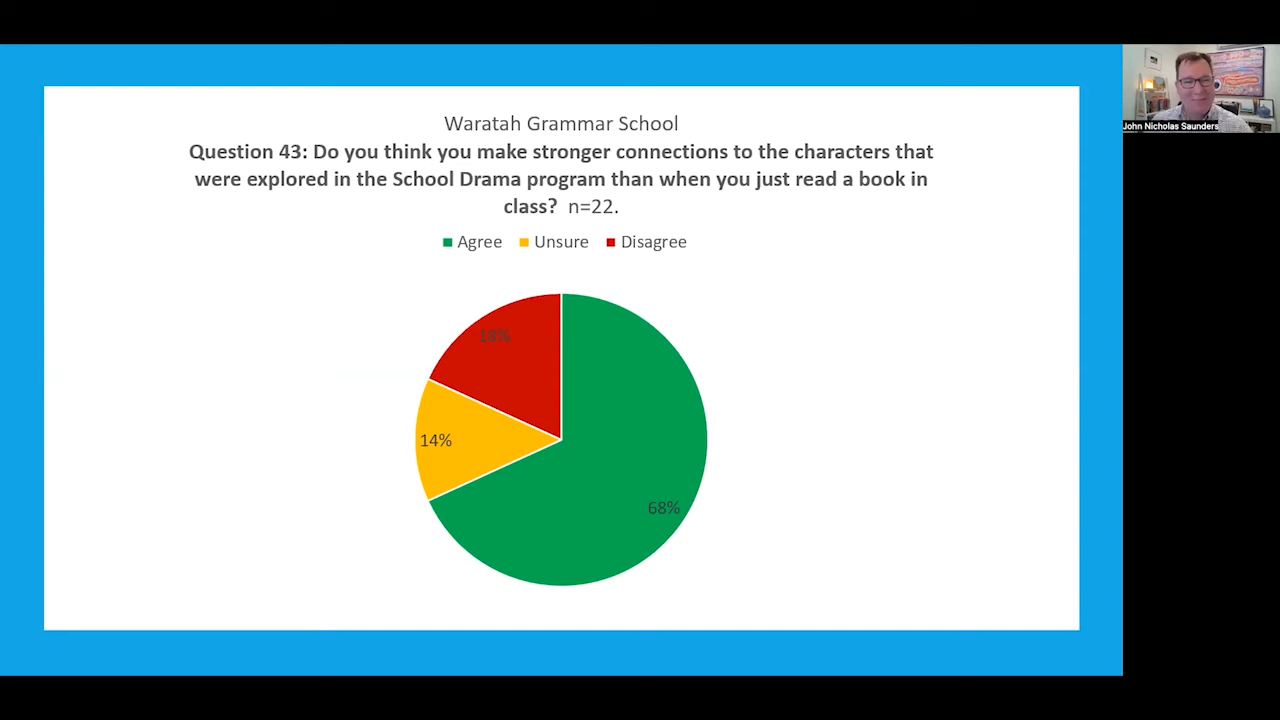 Waratah Grammar School
Question 43: Do you think you make stronger connections to the characters that
were explored in the School Drama program than when you just read a book in
class?  n=22.
Agree Unsure Disagree
18%
14%
68%
John Nicholas Saunders